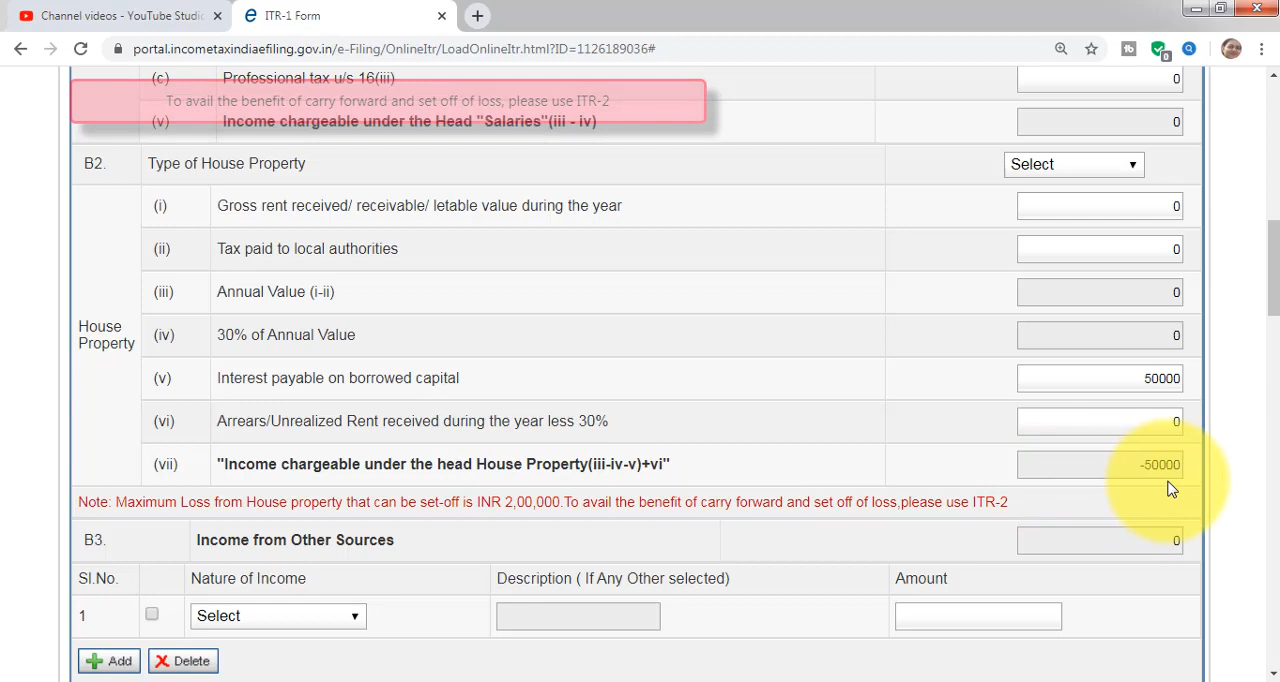 Channel videos - YouTube Studio
ITR-1 Form
portal.incometaxindiaefiling.gov.in/e-Filing/OnlineItr/LoadOnlineItr.html?ID=1126189036#
0
(c) Professional tax u/s 16(iii) 0
To avail the benefit of carry forward and set off of loss, please use ITR-2
(v) Income chargeable under the Head "Salaries"(iii - iv) 0
B2. Type of House Property Select
(i) Gross rent received/ receivable/ letable value during the year 0
(ii) Tax paid to local authorities 0
(iii) Annual Value (i-ii) 0
House Property
(iv) 30% of Annual Value 0
(v) Interest payable on borrowed capital 50000
(vi) Arrears/Unrealized Rent received during the year less 30% 0
(vii) "Income chargeable under the head House Property(iii-iv-v)+vi" -50000
Note: Maximum Loss from House property that can be set-off is INR 2,00,000.To avail the benefit of carry forward and set off of loss,please use ITR-2
B3. Income from Other Sources 0
Sl.No. Nature of Income Description ( If Any Other selected) Amount
1 Select
Add Delete